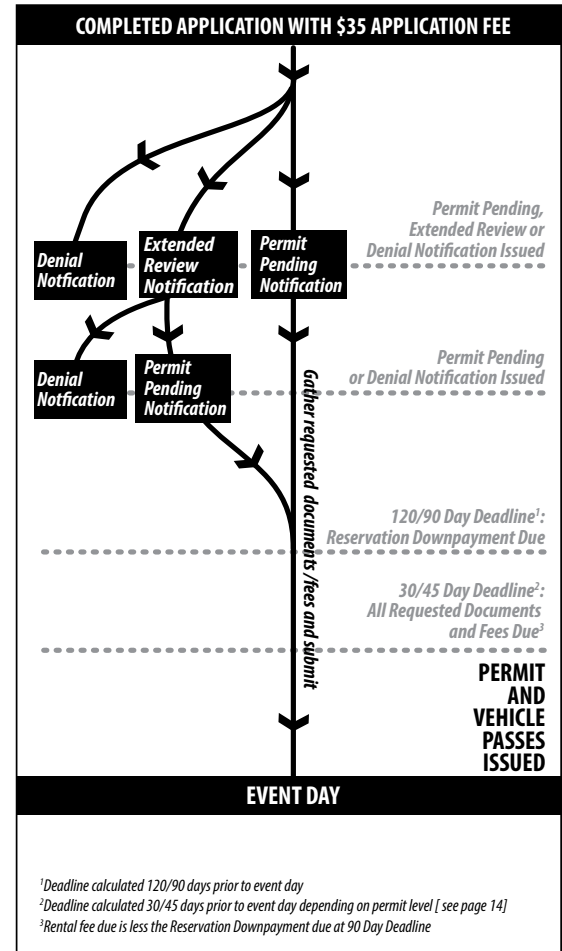 COMPLETED APPLICATION WITH $35 APPLICATION FEE
Permit Pending,
Extended Review or
Denial Notification Issued
Denial
Notfication
Extended
Review
Notification
Permit
Pending
Notification
Permit Pending
or Denial Notification Issued
Denial
Notfication
Permit
Pending
Notification
Gather requested documents /fees and submit
120/90 Day Deadline¹:
Reservation Downpayment Due
30/45 Day Deadline²:
All Requested Documents
and Fees Due³
PERMIT
AND
VEHICLE
PASSES
ISSUED
EVENT DAY
¹Deadline calculated 120/90 days prior to event day
²Deadline calculated 30/45 days prior to event day depending on permit level [ see page 14]
³Rental fee due is less the Reservation Downpayment due at 90 Day Deadline